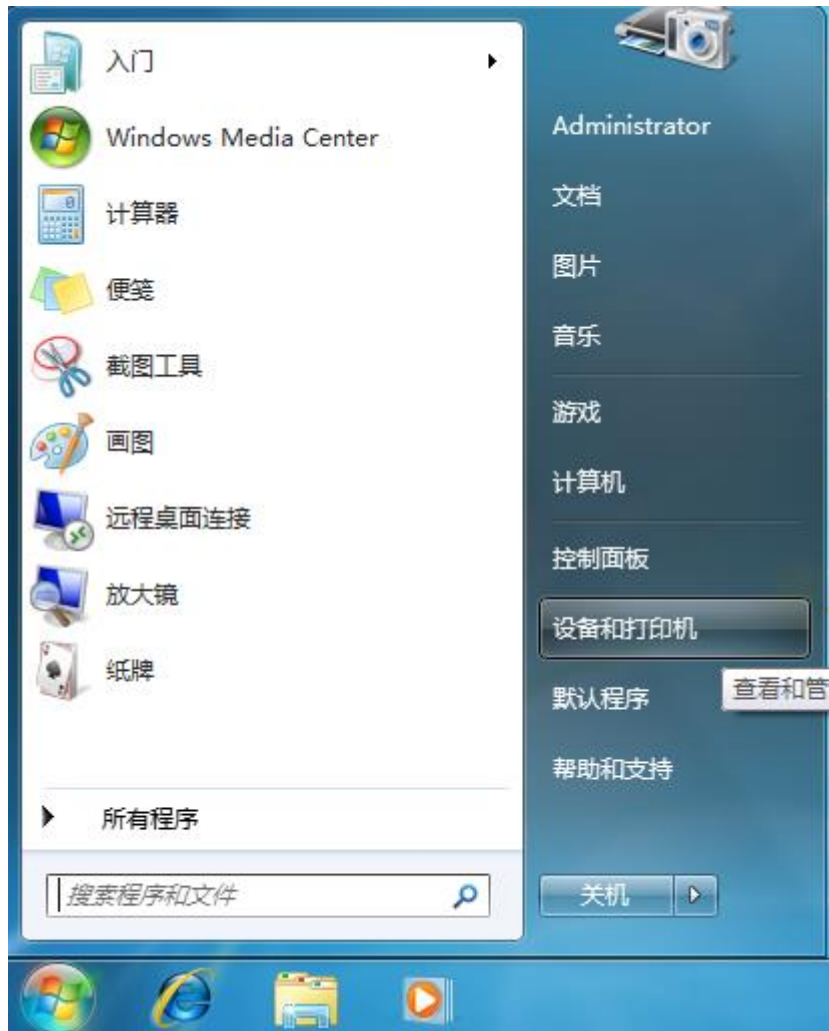 入门
Windows Media Center
计算器
便笺
截图工具
画图
远程桌面连接
放大镜
纸牌
所有程序
搜索程序和文件
Administrator
文档
图片
音乐
游戏
计算机
控制面板
设备和打印机
查看和管
默认程序
帮助和支持
关机